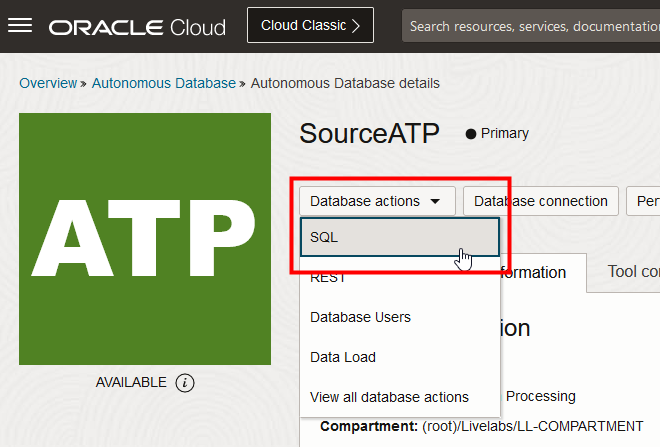 ORACLE Cloud
Cloud Classic
Search resources, services, documentation
Overview » Autonomous Database » Autonomous Database details
ATP
AVAILABLE
SourceATP
Primary
Database actions
Database connection
Per
SQL
REST
Database Users
Data Load
View all database actions
formation
Tool co
ion
Processing
Compartment: (root)/Livelabs/LL-COMPARTMENT